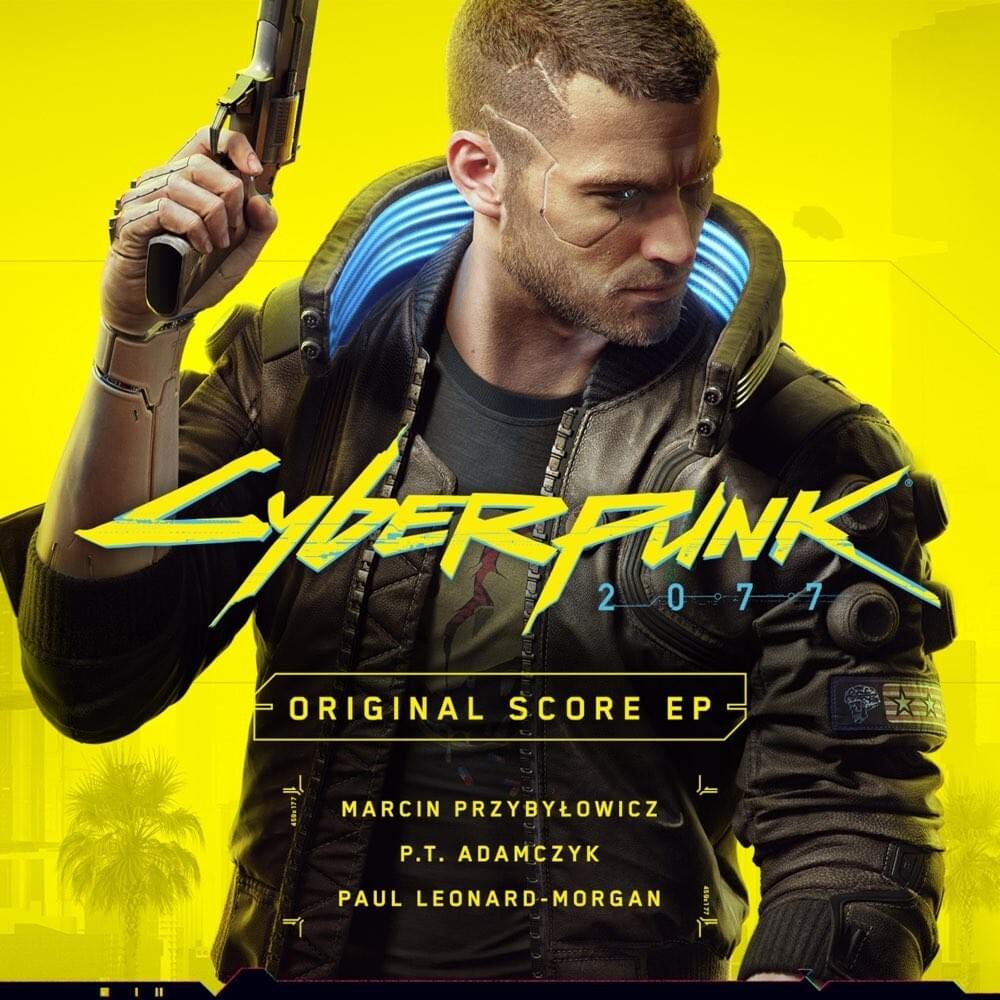 CYBERPUNK®
2077
ORIGINAL SCORE EP
MARCIN PRZYBYŁOWICZ
P.T. ADAMCZYK
PAUL LEONARD-MORGAN